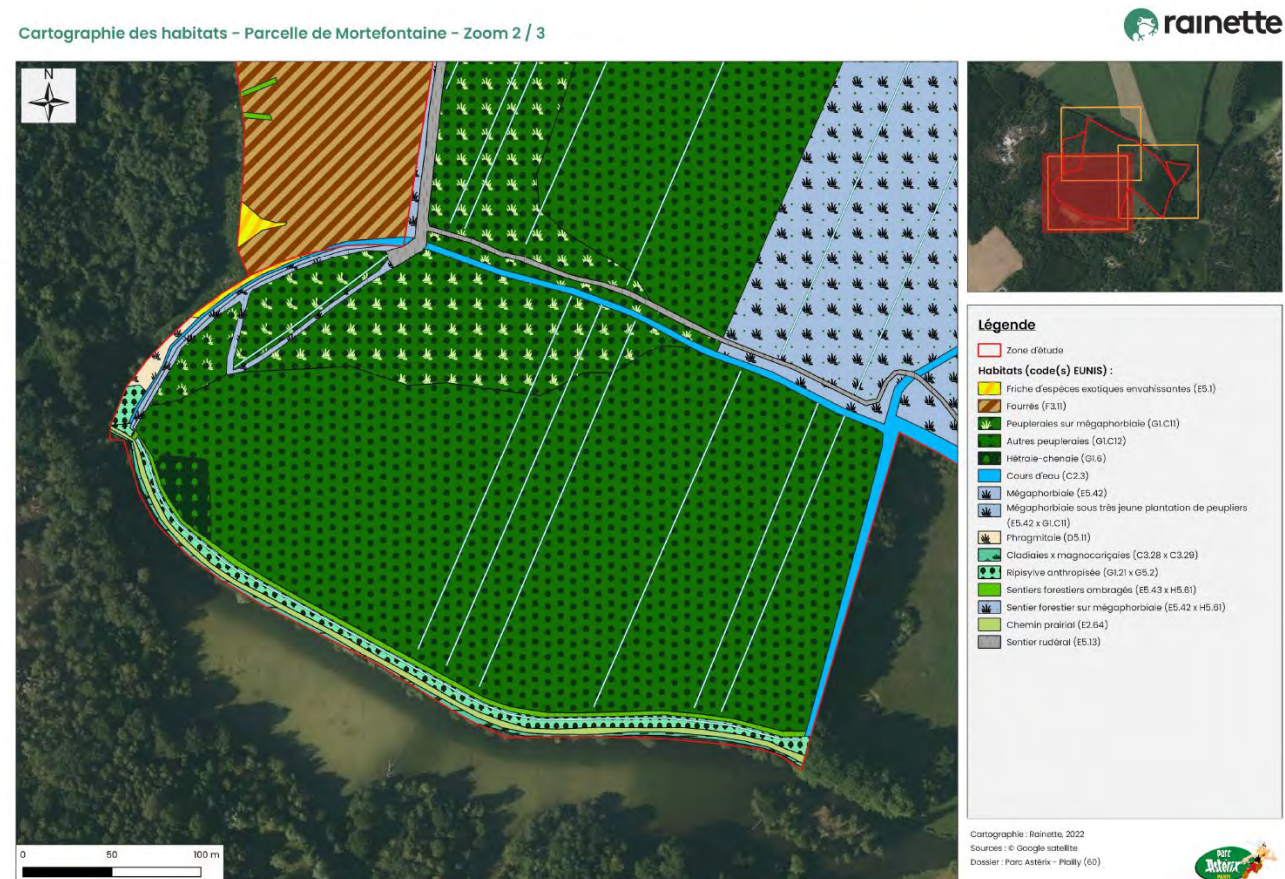 Cartographie des habitats - Parcelle de Mortefontaine - Zoom 2 / 3
rainette
N
Légende
Zone d'étude
Habitats (code(s) EUNIS) :
Friche d'espèces exotiques envahissantes (E5.1)
Fourrés (F3.11)
Peupleraies sur mégaphorbiaie (G1.C11)
Autres peupleraies (G1.C12)
Hêtraie-chenaie (G1.6)
Cours d'eau (C2.3)
Mégaphorbiaie (E5.42)
Mégaphorbiaie sous très jeune plantation de peupliers
(E5.42 x G1.C11)
Phragmitaie (D5.11)
Cladiaies x magnocariçaies (C3.28 x C3.29)
Ripisylve anthropisée (G1.21 x G5.2)
Sentiers forestiers ombragés (E5.43 x H5.61)
Sentier forestier sur mégaphorbiaie (E5.42 x H5.61)
Chemin prairial (E2.64)
Sentier rudéral (E5.13)
0 50 100 m
Cartographie : Rainette, 2022
Sources : © Google satellite
Dossier : Parc Astérix - Plailly (60)
Parc
Astérix
PARIS